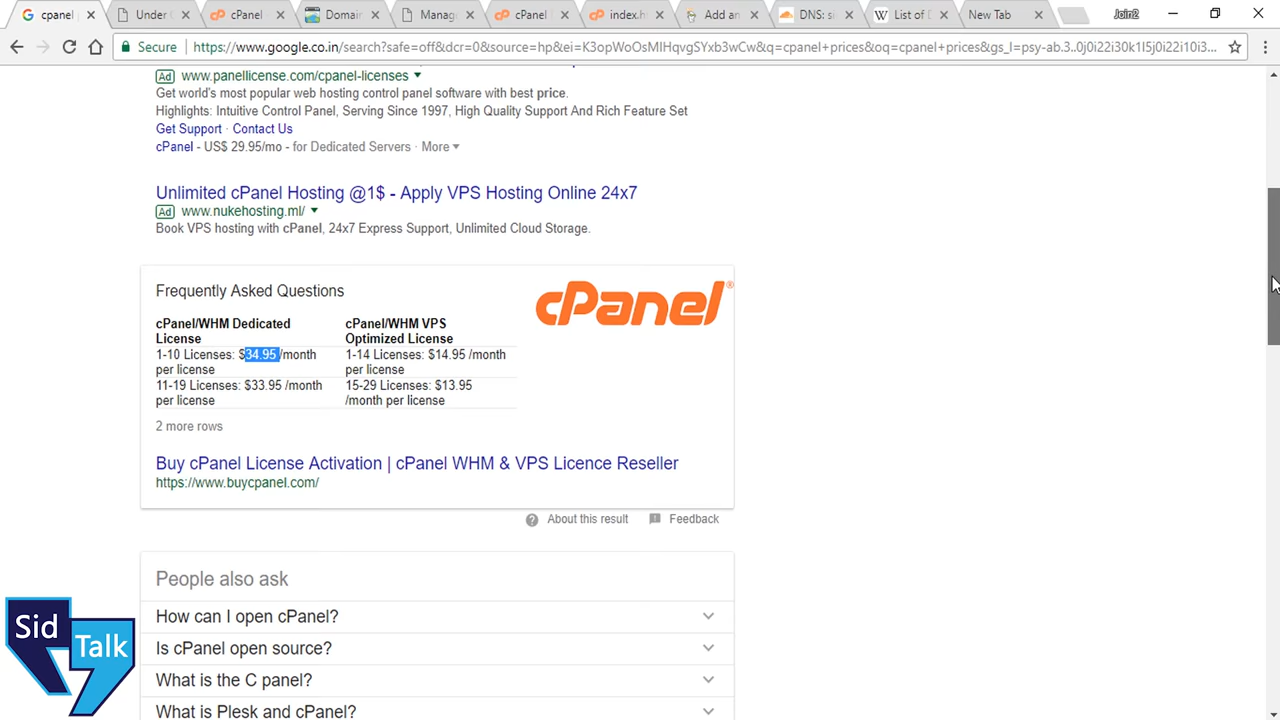 cpanel
Under
cPanel
Domain
Manag
cPanel
index.h
Add an
DNS: si
List of D
New Tab
Join2
Secure
https://www.google.co.in/search?safe=off&dcr=0&source=hp&ei=K3opWoOsMIHqvgSYxb3wCw&q=cpanel+prices&oq=cpanel+prices&gs_l=psy-ab.3..0j0i22i30k1l5j0i22i10i3...
Ad www.panellicense.com/cpanel-licenses
Get world's most popular web hosting control panel software with best price.
Highlights: Intuitive Control Panel, Serving Since 1997, High Quality Support And Rich Feature Set
Get Support · Contact Us
cPanel - US$ 29.95/mo - for Dedicated Servers · More
Unlimited cPanel Hosting @1$ - Apply VPS Hosting Online 24x7
Ad www.nukehosting.ml/
Book VPS hosting with cPanel, 24x7 Express Support, Unlimited Cloud Storage.
Frequently Asked Questions
cPanel®
cPanel/WHM Dedicated
License
cPanel/WHM VPS
Optimized License
1-10 Licenses: $34.95 /month
per license
1-14 Licenses: $14.95 /month
per license
11-19 Licenses: $33.95 /month
per license
15-29 Licenses: $13.95
/month per license
2 more rows
Buy cPanel License Activation | cPanel WHM & VPS Licence Reseller
https://www.buycpanel.com/
About this result
Feedback
People also ask
How can I open cPanel?
Is cPanel open source?
What is the C panel?
What is Plesk and cPanel?
Sid
Talk